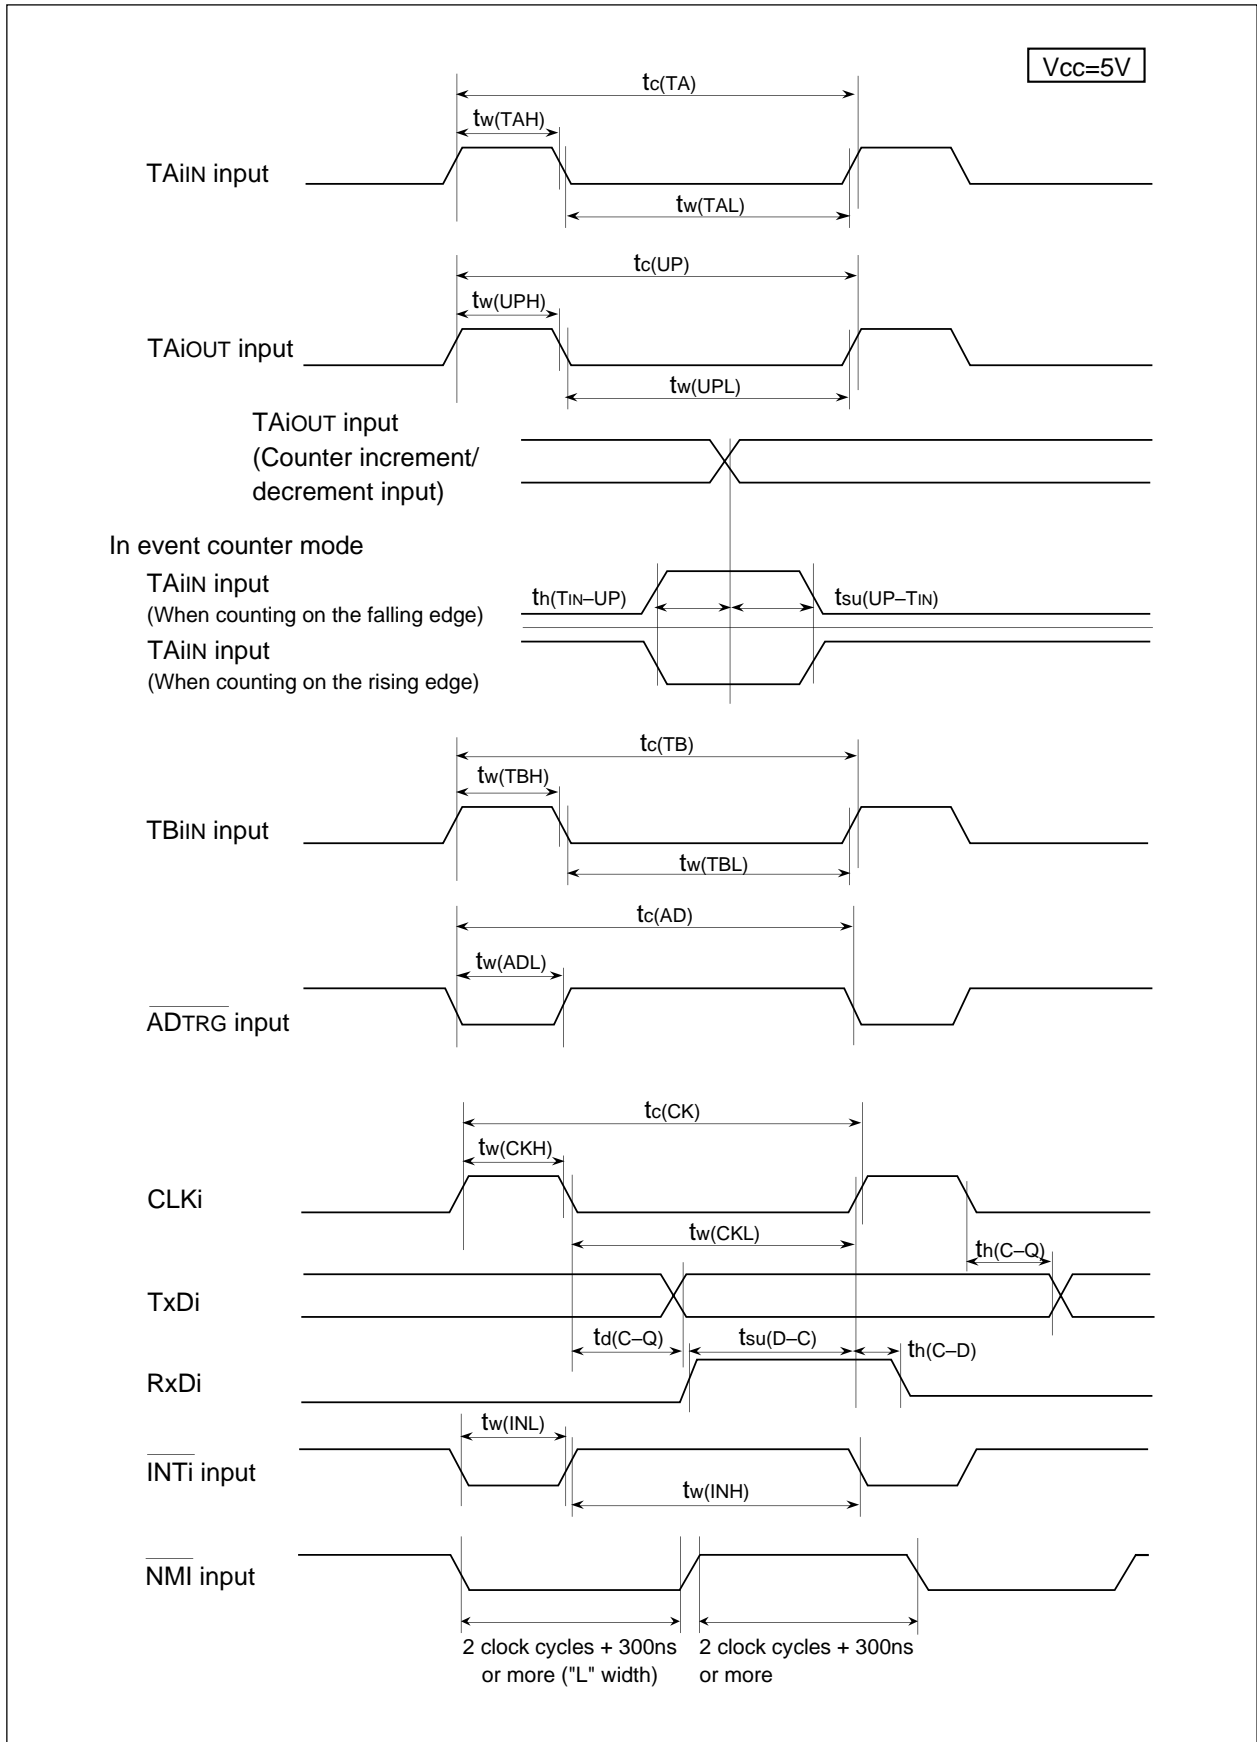 Vcc=5V
tc(TA)
tw(TAH)
TAiIN input
tw(TAL)
tc(UP)
tw(UPH)
TAiOUT input
tw(UPL)
TAiOUT input
(Counter increment/
decrement input)
In event counter mode
TAiIN input
(When counting on the falling edge)
th(TIN–UP)
tsu(UP–TIN)
TAiIN input
(When counting on the rising edge)
tc(TB)
tw(TBH)
TBiIN input
tw(TBL)
tc(AD)
tw(ADL)
ADTRG input
tc(CK)
tw(CKH)
CLKi
tw(CKL)
th(C–Q)
TxDi
td(C–Q)
tsu(D–C)
th(C–D)
RxDi
tw(INL)
INTi input
tw(INH)
NMI input
2 clock cycles + 300ns
or more ("L" width)
2 clock cycles + 300ns
or more